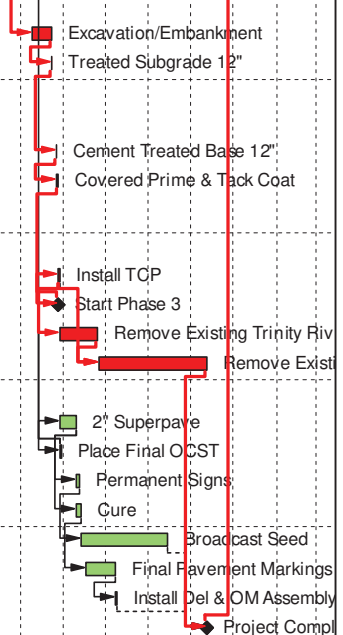 Excavation/Embankment
Treated Subgrade 12"
Cement Treated Base 12"
Covered Prime & Tack Coat
Install TCP
Start Phase 3
Remove Existing Trinity Riv
Remove Existi
2" Superpave
Place Final OCST
Permanent Signs
Cure
Broadcast Seed
Final Pavement Markings
Install Del & OM Assembly
Project Compl